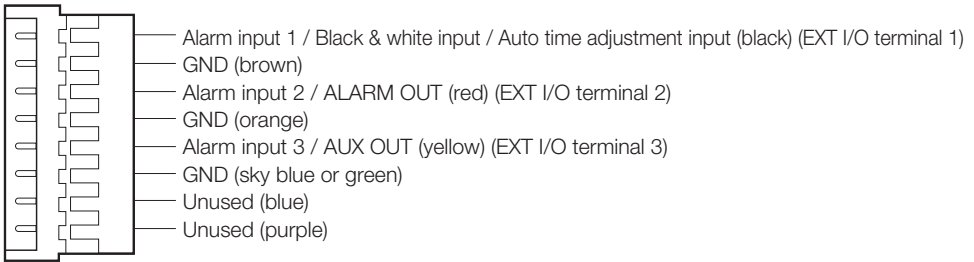 Alarm input 1 / Black & white input / Auto time adjustment input (black) (EXT I/O terminal 1)
GND (brown)
Alarm input 2 / ALARM OUT (red) (EXT I/O terminal 2)
GND (orange)
Alarm input 3 / AUX OUT (yellow) (EXT I/O terminal 3)
GND (sky blue or green)
Unused (blue)
Unused (purple)